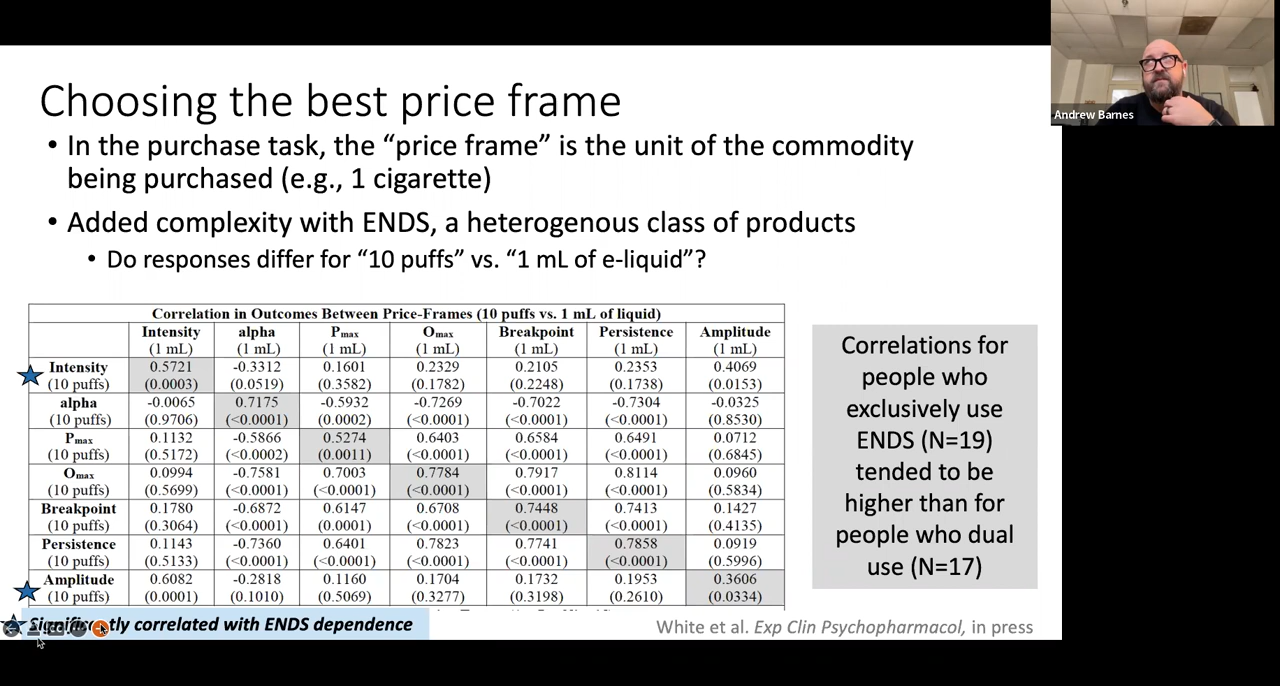 Andrew Barnes
Choosing the best price frame
• In the purchase task, the “price frame” is the unit of the commodity
being purchased (e.g., 1 cigarette)
• Added complexity with ENDS, a heterogenous class of products
• Do responses differ for “10 puffs” vs. “1 mL of e-liquid”?
Correlation in Outcomes Between Price-Frames (10 puffs vs. 1 mL of liquid)
Intensity alpha Pmax Omax Breakpoint Persistence Amplitude
(1 mL) (1 mL) (1 mL) (1 mL) (1 mL) (1 mL) (1 mL)
Intensity 0.5721 -0.3312 0.1601 0.2329 0.2105 0.2353 0.4069
(10 puffs) (0.0003) (0.0519) (0.3582) (0.1782) (0.2248) (0.1738) (0.0153)
alpha -0.0065 0.7175 -0.5932 -0.7269 -0.7022 -0.7304 -0.0325
(10 puffs) (0.9706) (<0.0001) (0.0002) (<0.0001) (<0.0001) (<0.0001) (0.8530)
Pmax 0.1132 -0.5866 0.5274 0.6403 0.6584 0.6491 0.0712
(10 puffs) (0.5172) (<0.0002) (0.0011) (<0.0001) (<0.0001) (<0.0001) (0.6845)
Omax 0.0994 -0.7581 0.7003 0.7784 0.7917 0.8114 0.0960
(10 puffs) (0.5699) (<0.0001) (<0.0001) (<0.0001) (<0.0001) (<0.0001) (0.5834)
Breakpoint 0.1780 -0.6872 0.6147 0.6708 0.7448 0.7413 0.1427
(10 puffs) (0.3064) (<0.0001) (0.0001) (<0.0001) (<0.0001) (<0.0001) (0.4135)
Persistence 0.1143 -0.7360 0.6401 0.7823 0.7741 0.7858 0.0919
(10 puffs) (0.5133) (<0.0001) (<0.0001) (<0.0001) (<0.0001) (<0.0001) (0.5996)
Amplitude 0.6082 -0.2818 0.1160 0.1704 0.1732 0.1953 0.3606
(10 puffs) (0.0001) (0.1010) (0.5069) (0.3277) (0.3198) (0.2610) (0.0334)
Correlations for
people who
exclusively use
ENDS (N=19)
tended to be
higher than for
people who dual
use (N=17)
Significantly correlated with ENDS dependence
White et al. Exp Clin Psychopharmacol, in press